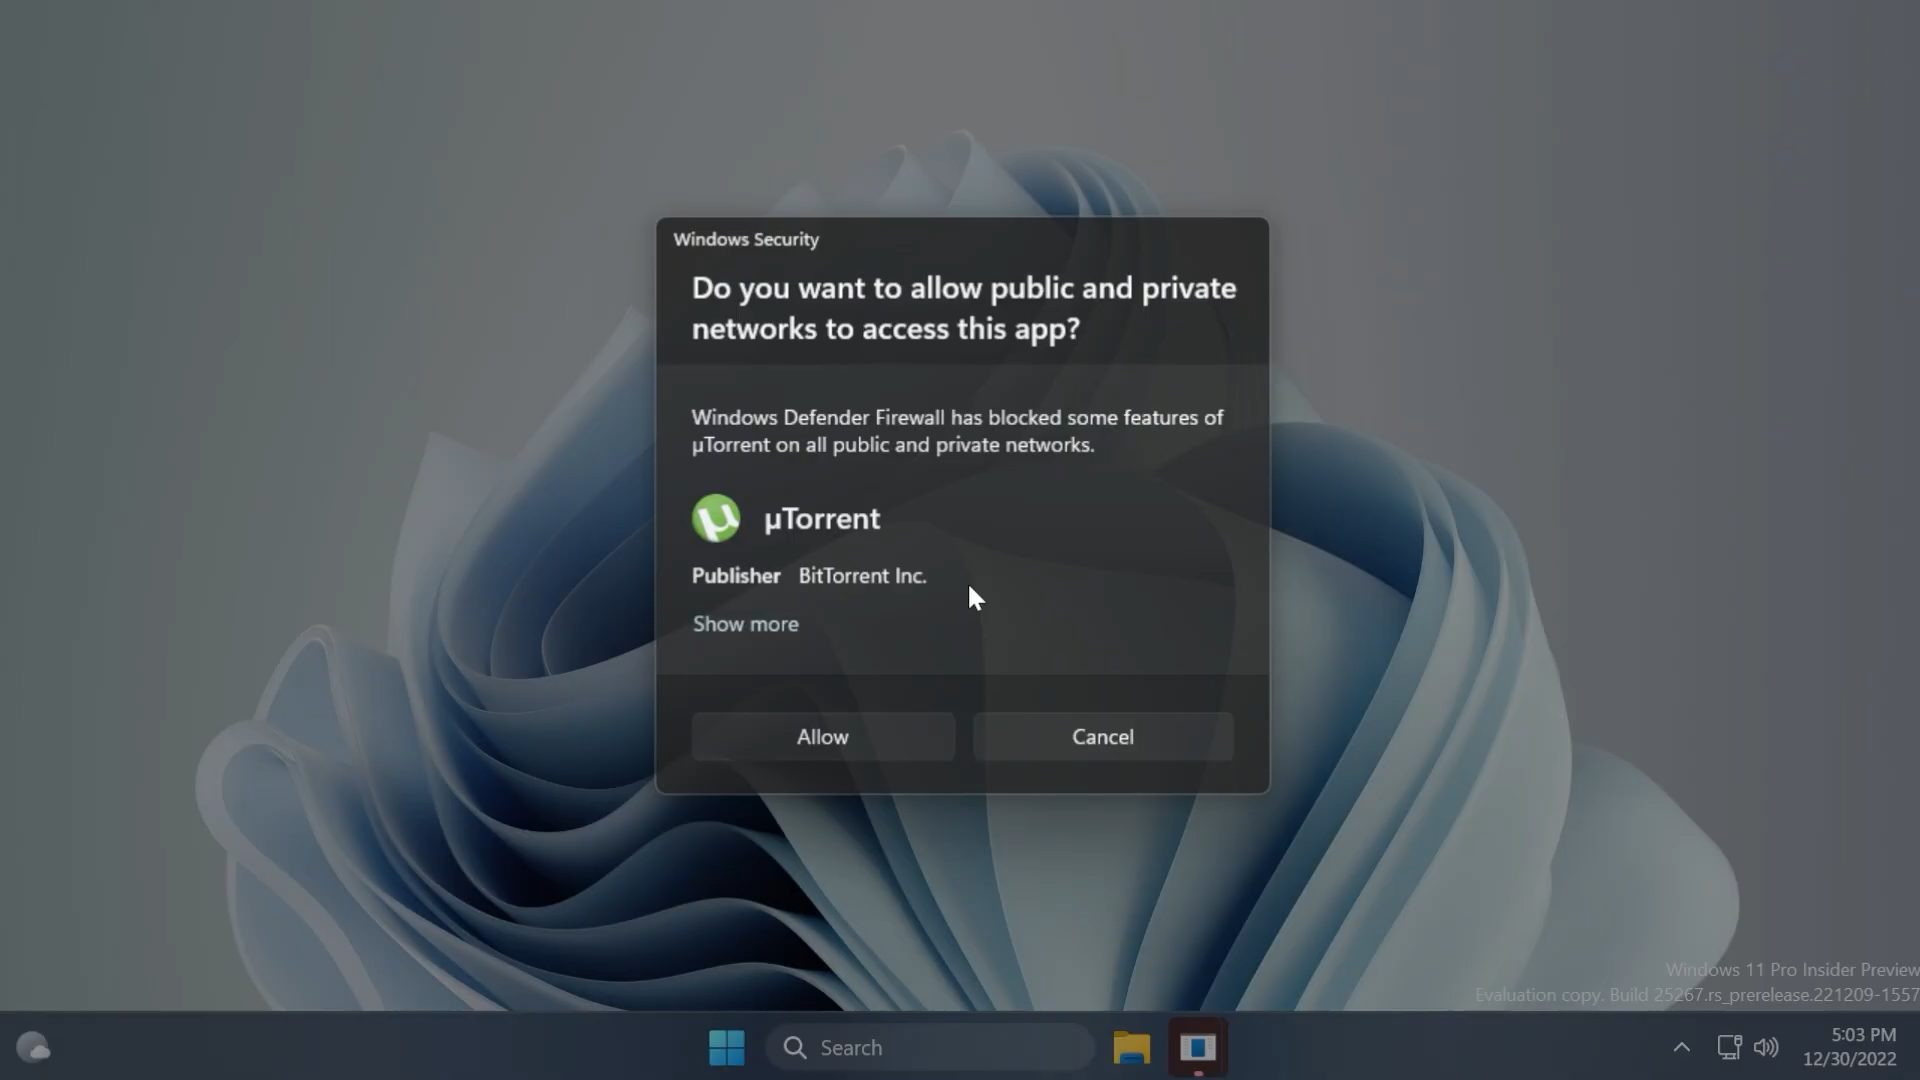 Windows Security
Do you want to allow public and private
networks to access this app?
Windows Defender Firewall has blocked some features of
µTorrent on all public and private networks.
µTorrent
Publisher BitTorrent Inc.
Show more
Allow Cancel
Windows 11 Pro Insider Preview
Evaluation copy. Build 25267.rs_prerelease.221209-1557
Search
5:03 PM
12/30/2022